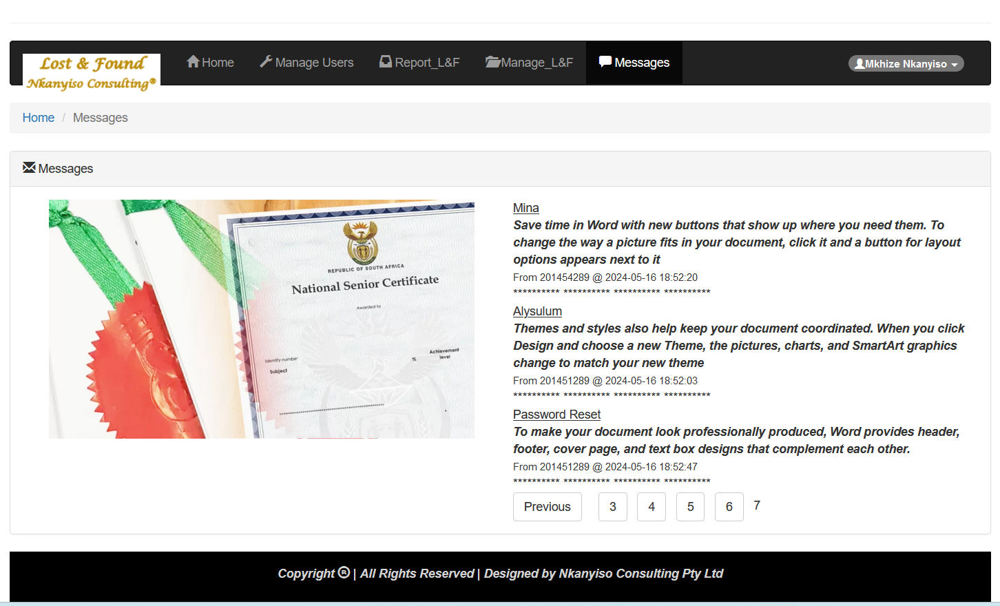 Lost & Found
Nkanyiso Consulting®
Home
Manage Users
Report_L&F
Manage_L&F
Messages
Mkhize Nkanyiso
Home / Messages
Messages
REPUBLIC OF SOUTH AFRICA
National Senior Certificate
Awarded to
Identity number
Subject
%
Achievement
level
Mina
Save time in Word with new buttons that show up where you need them. To
change the way a picture fits in your document, click it and a button for layout
options appears next to it
From 201454289 @ 2024-05-16 18:52:20
********** ********** ********** **********
Alysulum
Themes and styles also help keep your document coordinated. When you click
Design and choose a new Theme, the pictures, charts, and SmartArt graphics
change to match your new theme
From 201451289 @ 2024-05-16 18:52:03
********** ********** ********** **********
Password Reset
To make your document look professionally produced, Word provides header,
footer, cover page, and text box designs that complement each other.
From 201451289 @ 2024-05-16 18:52:47
********** ********** ********** **********
Previous 3 4 5 6 7
Copyright ® | All Rights Reserved | Designed by Nkanyiso Consulting Pty Ltd